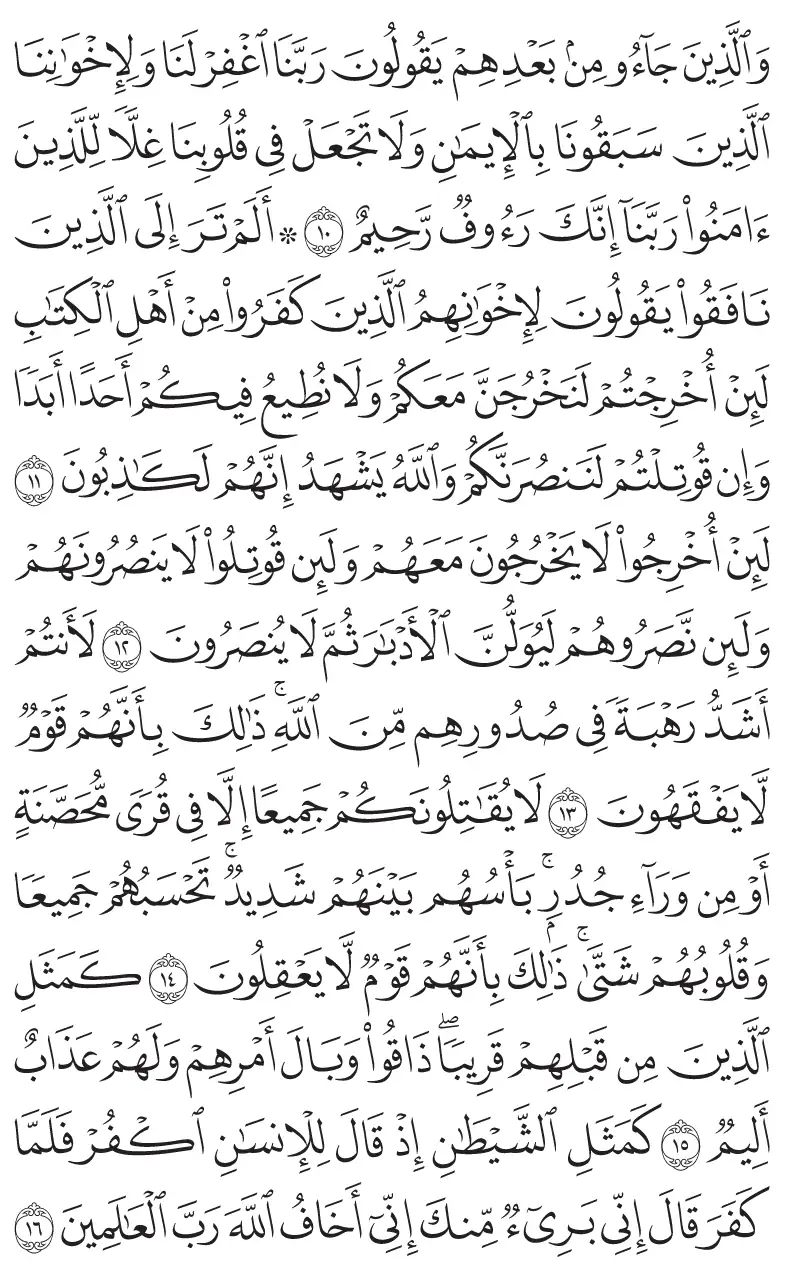 وَٱلَّذِينَ جَآءُو مِنۢ بَعْدِهِمْ يَقُولُونَ رَبَّنَا ٱغْفِرْ لَنَا وَلِإِخْوَٰنِنَا
ٱلَّذِينَ سَبَقُونَا بِٱلْإِيمَٰنِ وَلَا تَجْعَلْ فِى قُلُوبِنَا غِلًّا لِّلَّذِينَ
ءَامَنُوا۟ رَبَّنَآ إِنَّكَ رَءُوفٌ رَّحِيمٌ ١٠ ۞ أَلَمْ تَرَ إِلَى ٱلَّذِينَ
نَافَقُوا۟ يَقُولُونَ لِإِخْوَٰنِهِمُ ٱلَّذِينَ كَفَرُوا۟ مِنْ أَهْلِ ٱلْكِتَٰبِ
لَئِنْ أُخْرِجْتُمْ لَنَخْرُجَنَّ مَعَكُمْ وَلَا نُطِيعُ فِيكُمْ أَحَدًا أَبَدًا
وَإِن قُوتِلْتُمْ لَنَنصُرَنَّكُمْ وَٱللَّهُ يَشْهَدُ إِنَّهُمْ لَكَٰذِبُونَ ١١
لَئِنْ أُخْرِجُوا۟ لَا يَخْرُجُونَ مَعَهُمْ وَلَئِن قُوتِلُوا۟ لَا يَنصُرُونَهُمْ
وَلَئِن نَّصَرُوهُمْ لَيُوَلُّنَّ ٱلْأَدْبَٰرَ ثُمَّ لَا يُنصَرُونَ ١٢ لَأَنتُمْ
أَشَدُّ رَهْبَةً فِى صُدُورِهِم مِّنَ ٱللَّهِ ۚ ذَٰلِكَ بِأَنَّهُمْ قَوْمٌ
لَّا يَفْقَهُونَ ١٣ لَا يُقَٰتِلُونَكُمْ جَمِيعًا إِلَّا فِى قُرًى مُّحَصَّنَةٍ
أَوْ مِن وَرَآءِ جُدُرٍۭ ۚ بَأْسُهُم بَيْنَهُمْ شَدِيدٌ ۚ تَحْسَبُهُمْ جَمِيعًا
وَقُلُوبُهُمْ شَتَّىٰ ۚ ذَٰلِكَ بِأَنَّهُمْ قَوْمٌ لَّا يَعْقِلُونَ ١٤ كَمَثَلِ
ٱلَّذِينَ مِن قَبْلِهِمْ قَرِيبًا ۖ ذَاقُوا۟ وَبَالَ أَمْرِهِمْ وَلَهُمْ عَذَابٌ
أَلِيمٌ ١٥ كَمَثَلِ ٱلشَّيْطَٰنِ إِذْ قَالَ لِلْإِنسَٰنِ ٱكْفُرْ فَلَمَّا
كَفَرَ قَالَ إِنِّى بَرِىٓءٌ مِّنكَ إِنِّىٓ أَخَافُ ٱللَّهَ رَبَّ ٱلْعَٰلَمِينَ ١٦